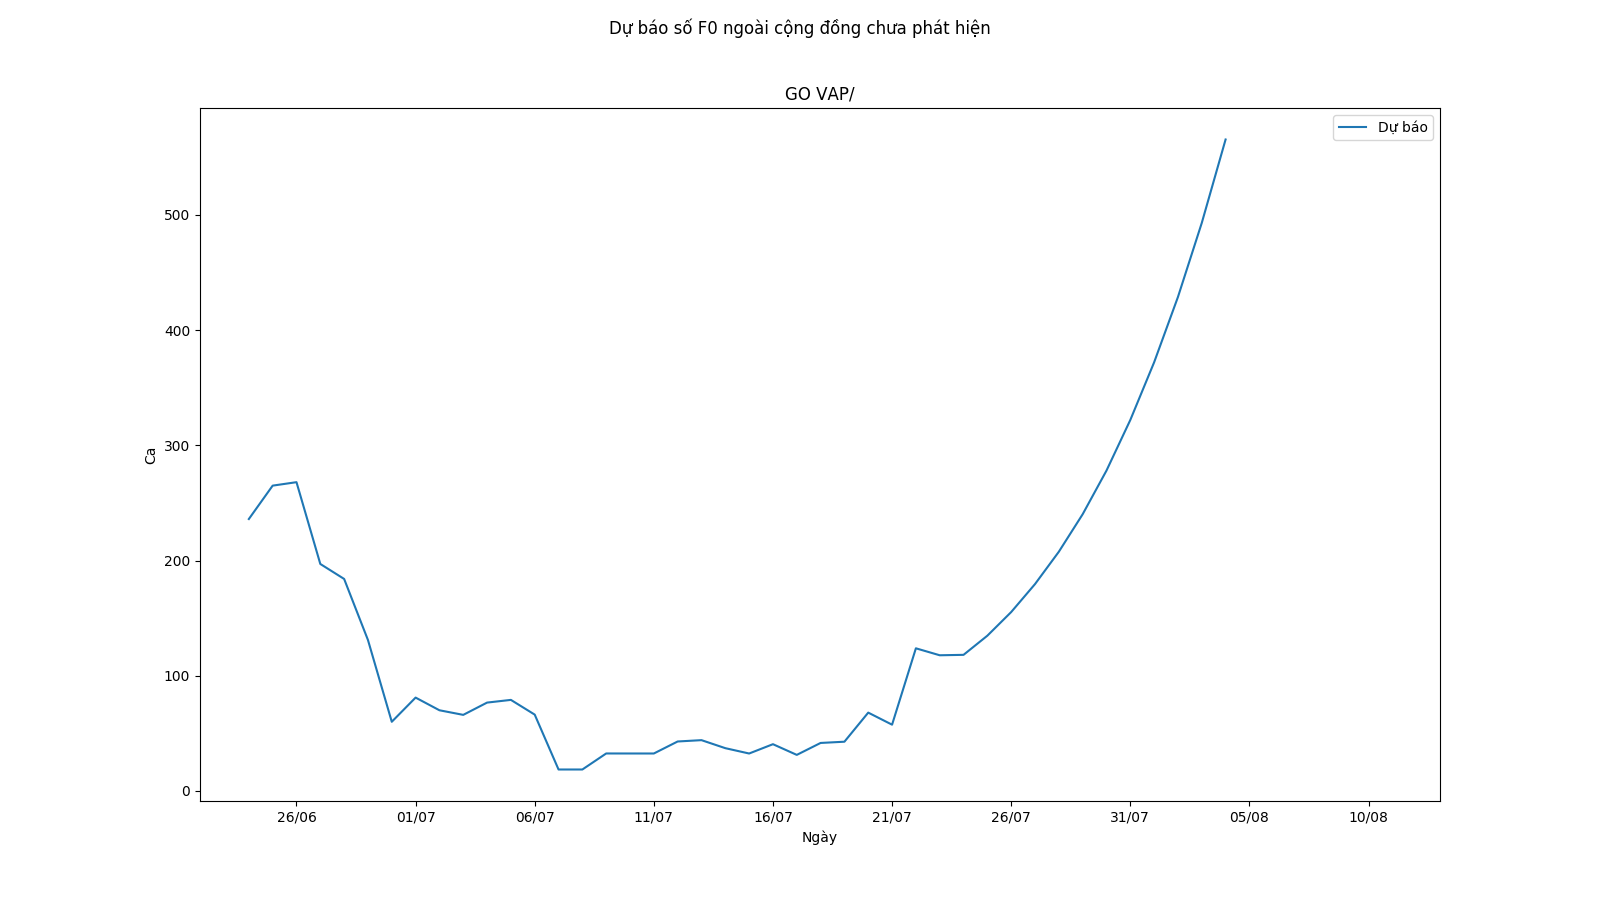 Dự báo số F0 ngoài cộng đồng chưa phát hiện
GO VAP/
Dự báo
500
400
300
200
100
0
Ca
26/06 01/07 06/07 11/07 16/07 21/07 26/07 31/07 05/08 10/08
Ngày